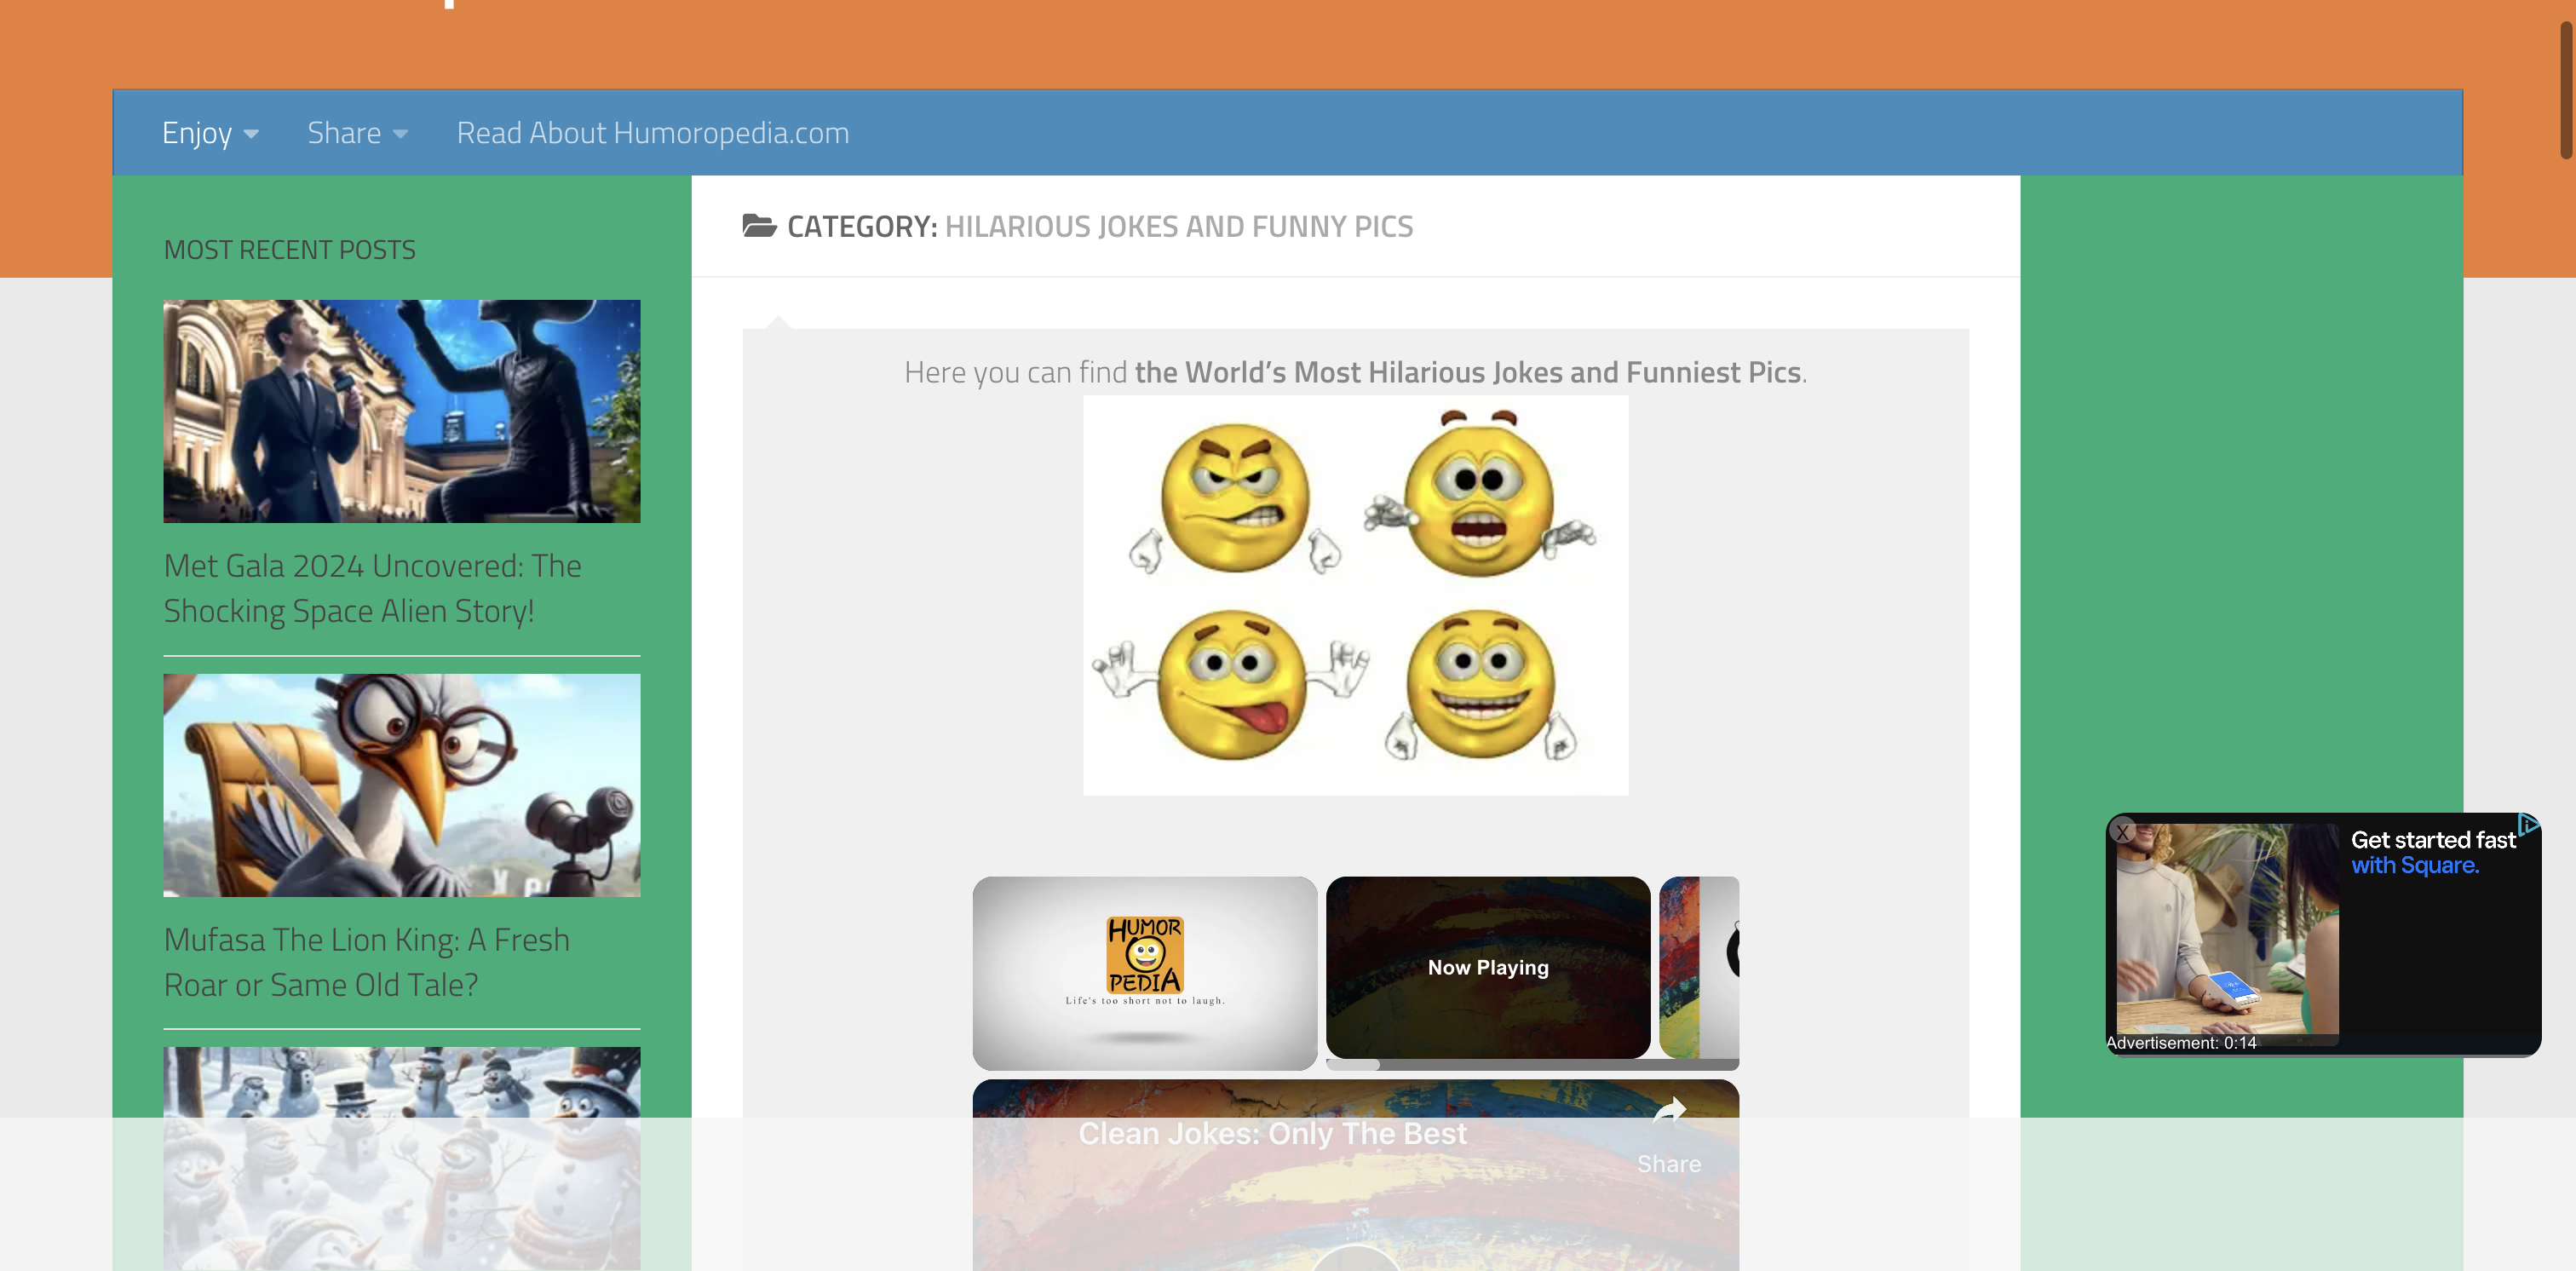 Enjoy
Share
Read About Humoropedia.com
MOST RECENT POSTS
Met Gala 2024 Uncovered: The
Shocking Space Alien Story!
Mufasa The Lion King: A Fresh
Roar or Same Old Tale?
CATEGORY: HILARIOUS JOKES AND FUNNY PICS
Here you can find the World’s Most Hilarious Jokes and Funniest Pics.
HUMOR
PEDIA
Life's too short not to laugh.
Now Playing
Clean Jokes: Only The Best
Share
X
Get started fast
with Square.
Advertisement: 0:14